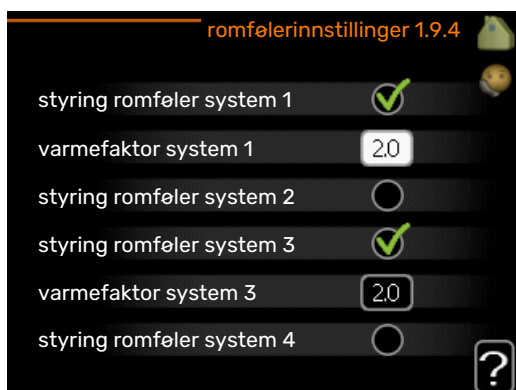 romfølerinnstillinger 1.9.4
styring romføler system 1
varmefaktor system 1 2.0
styring romføler system 2
styring romføler system 3
varmefaktor system 3 2.0
styring romføler system 4
?